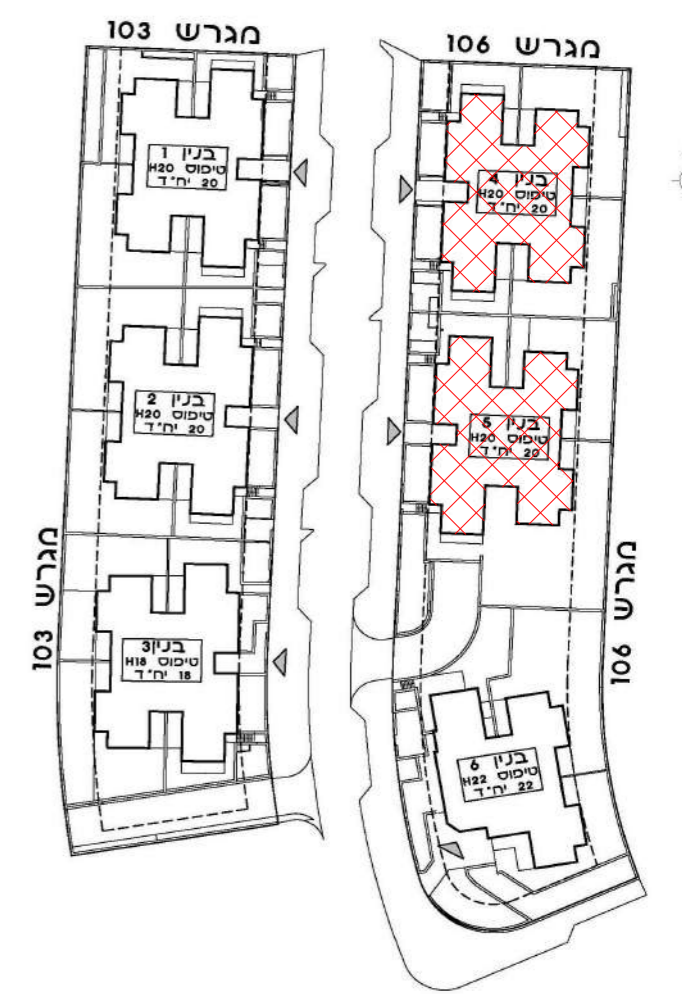 מגרש 103
מגרש 106
בנין 1
טיפוס H20
20 יח"ד
בנין 4
טיפוס H20
20 יח"ד
בנין 2
טיפוס H20
20 יח"ד
בנין 5
טיפוס H20
20 יח"ד
מגרש 103
מגרש 106
בנין3
טיפוס H18
18 יח"ד
בנין 6
טיפוס H22
22 יח"ד